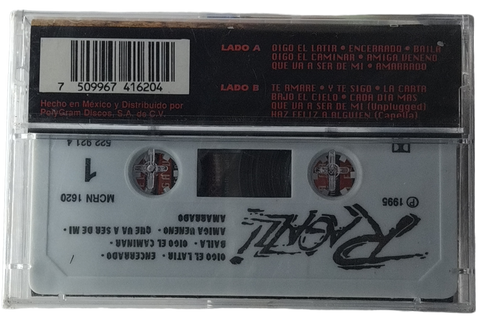 LADO A OIGO EL LATIR • ENCERRADO • BAILA
OIGO EL CAMINAR • AMIGA VENENO
QUE VA A SER DE MI • AMARRADO
LADO B TE AMARE • Y TE SIGO • LA CARTA
BAJO EL CIELO • CADA DIA MAS
QUE VA A SER DE MI (Unplugged)
HAZ FELIZ A ALGUIEN (Capella)
7 509967 416204
Hecho en México y Distribuido por
PolyGram Discos, S.A. de C.V.
RAGAZZI
℗ 1995
1
MCRN 1620
522 921 4
OIGO EL LATIR • ENCERRADO •
BAILA • OIGO EL CAMINAR •
AMIGA VENENO • QUE VA A SER DE MI •
AMARRADO